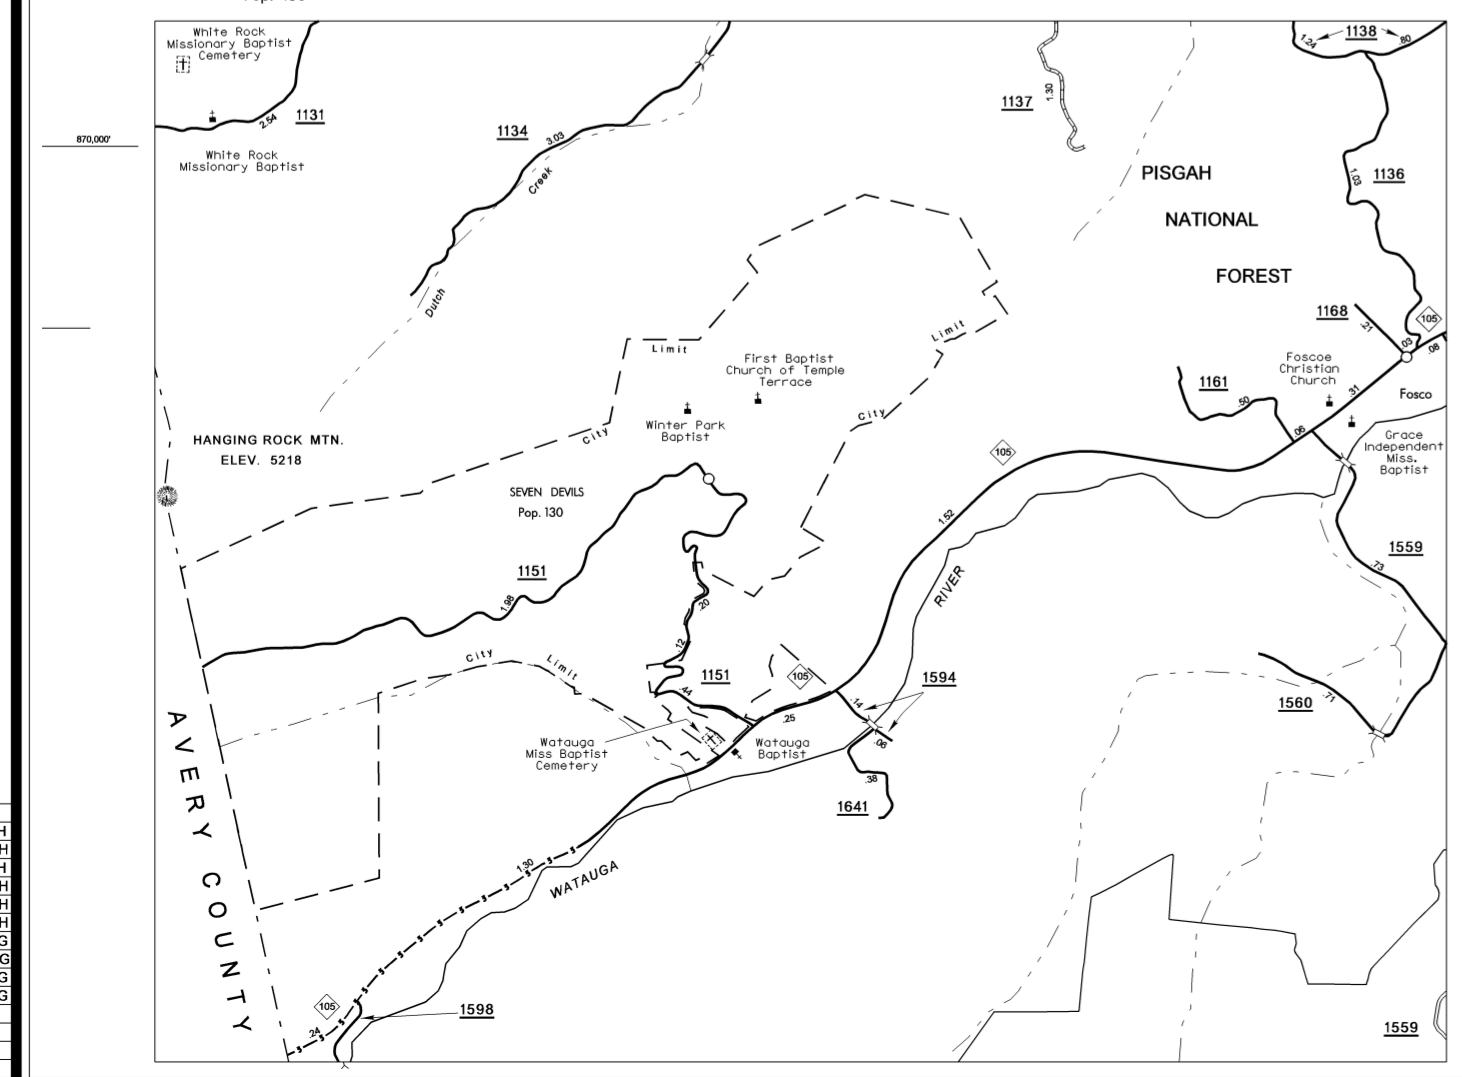 White Rock
Missionary Baptist
Cemetery
2.54
1131
White Rock
Missionary Baptist
870,000'
1134
3.03
Creek
Dutch
1137
1.30
1.24
1138
.80
PISGAH
NATIONAL
FOREST
1.03
1136
1168
.21
105
.03
.08
Foscoe
Christian
Church
Fosco
.31
1161
.50
.06
Grace
Independent
Miss.
Baptist
Limit
Limit
City
City
First Baptist
Church of Temple
Terrace
Winter Park
Baptist
HANGING ROCK MTN.
ELEV. 5218
SEVEN DEVILS
Pop. 130
105
1.52
1151
1.98
RIVER
1559
.73
.20
.12
City
Limit
1151
.44
105
1594
.14
.25
.06
1560
.71
Watauga
Miss Baptist
Cemetery
Watauga
Baptist
.38
1641
AVERY COUNTY
1.30
WATAUGA
105
.24
1598
1559
H
H
H
H
H
H
G
G
G
G